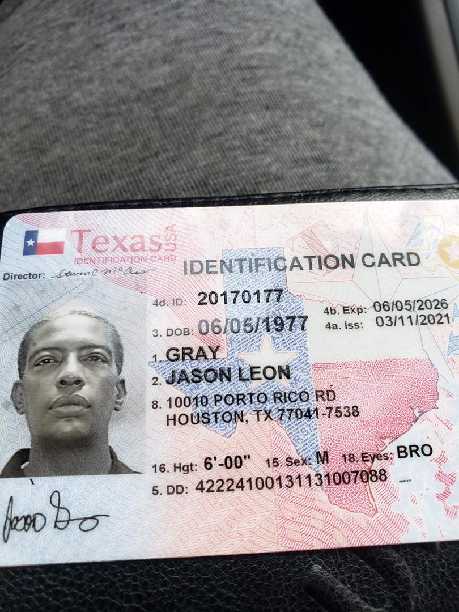 Texas USA
IDENTIFICATION CARD
Director:
IDENTIFICATION CARD
4d. ID: 20170177
4b. Exp: 06/05/2026
3. DOB: 06/05/1977
4a. Iss: 03/11/2021
1. GRAY
2. JASON LEON
8. 10010 PORTO RICO RD
HOUSTON, TX 77041-7538
16. Hgt: 6'-00" 15. Sex: M 18. Eyes: BRO
5. DD: 42224100131131007088